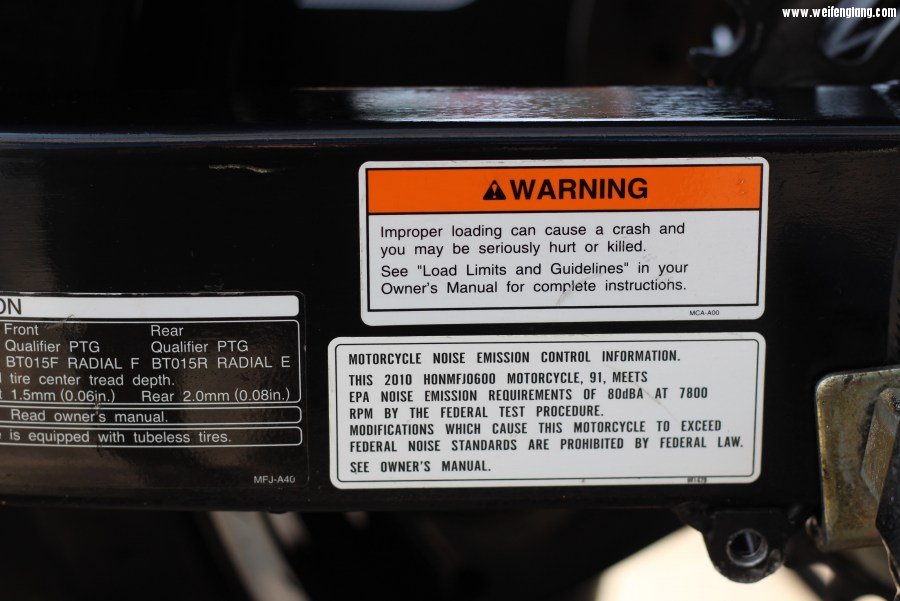 www.weifengtang.com
WARNING
Improper loading can cause a crash and
you may be seriously hurt or killed.
See "Load Limits and Guidelines" in your
Owner's Manual for complete instructions.
MCA-A00
ON
Front Rear
Qualifier PTG Qualifier PTG
BT015F RADIAL F BT015R RADIAL E
tire center tread depth.
1.5mm (0.06in.) Rear 2.0mm (0.08in.)
Read owner's manual.
is equipped with tubeless tires.
MFJ-A40
MOTORCYCLE NOISE EMISSION CONTROL INFORMATION.
THIS 2010 HONMFJ0600 MOTORCYCLE, 91, MEETS
EPA NOISE EMISSION REQUIREMENTS OF 80dBA AT 7800
RPM BY THE FEDERAL TEST PROCEDURE.
MODIFICATIONS WHICH CAUSE THIS MOTORCYCLE TO EXCEED
FEDERAL NOISE STANDARDS ARE PROHIBITED BY FEDERAL LAW.
SEE OWNER'S MANUAL.